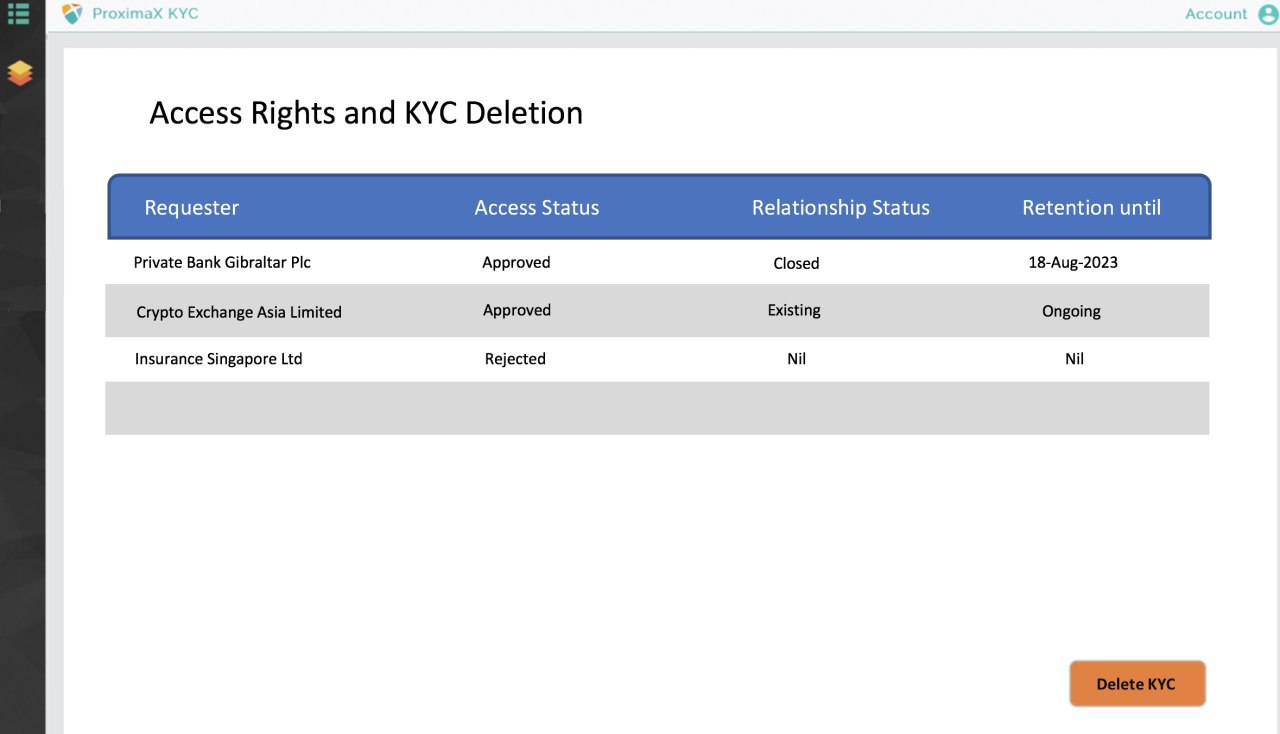 ProximaX KYC
Account
Access Rights and KYC Deletion
Requester Access Status Relationship Status Retention until
Private Bank Gibraltar Plc Approved Closed 18-Aug-2023
Crypto Exchange Asia Limited Approved Existing Ongoing
Insurance Singapore Ltd Rejected Nil Nil
Delete KYC